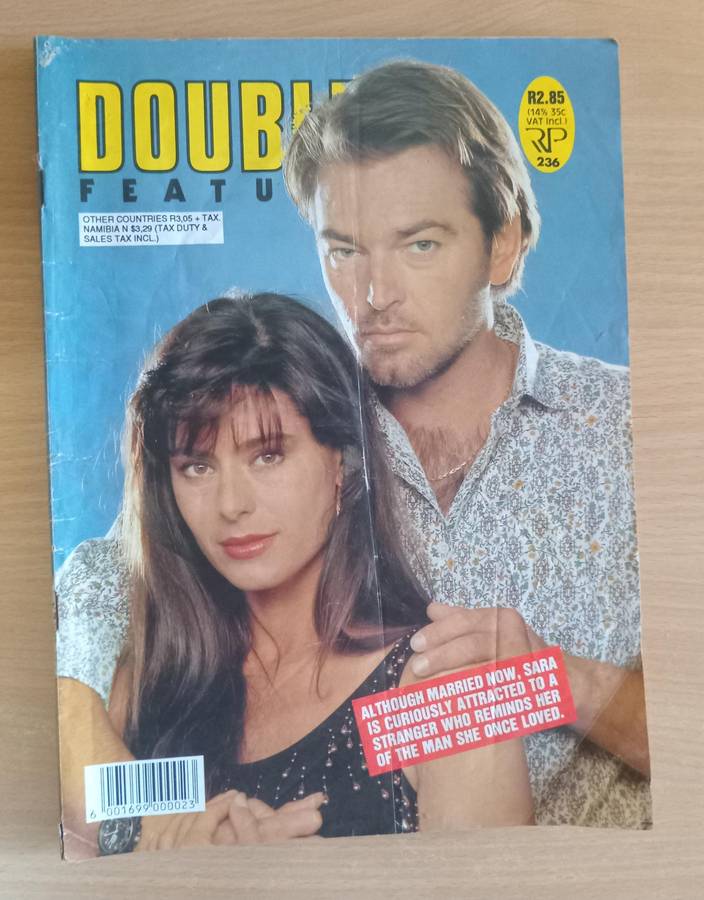 DOUBL
FEATU
R2.85
(14% 35c
VAT Incl)
RP
236
OTHER COUNTRIES R3,05 + TAX.
NAMIBIA N $3,29 (TAX DUTY &
SALES TAX INCL.)
ALTHOUGH MARRIED NOW, SARA
IS CURIOUSLY ATTRACTED TO A
STRANGER WHO REMINDS HER
OF THE MAN SHE ONCE LOVED.
6 001699 000023